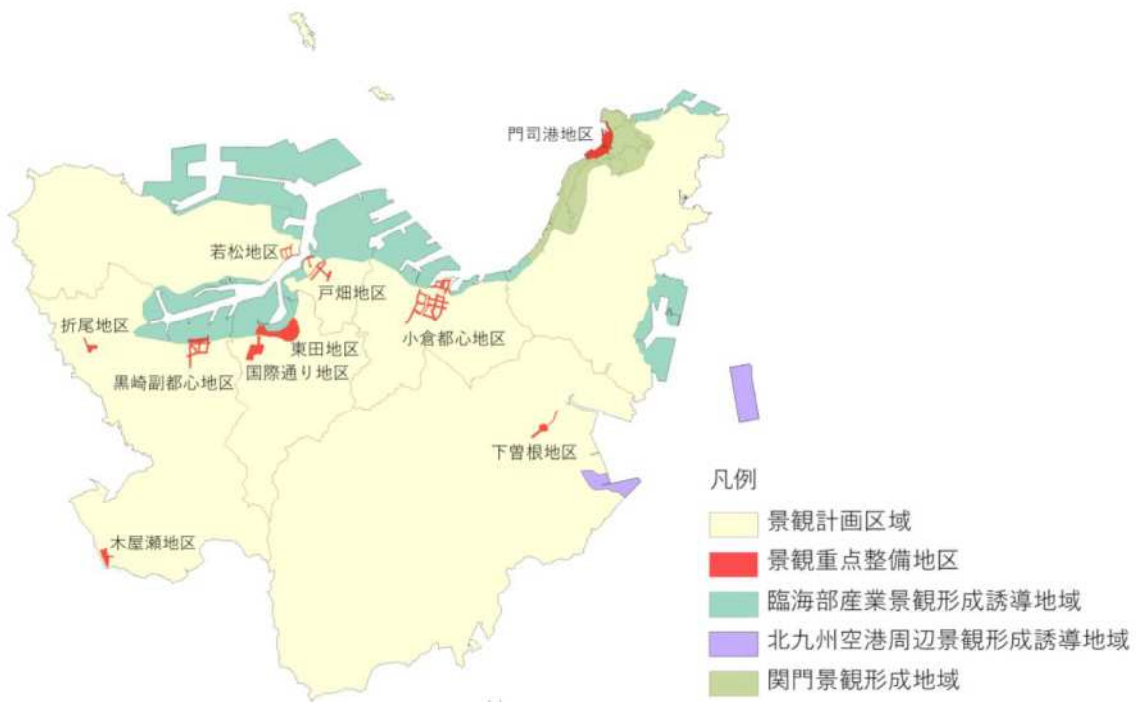 門司港地区
若松地区
戸畑地区
折尾地区
小倉都心地区
東田地区
国際通り地区
黒崎副都心地区
下曽根地区
木屋瀬地区
凡例
景観計画区域
景観重点整備地区
臨海部産業景観形成誘導地域
北九州空港周辺景観形成誘導地域
関門景観形成地域